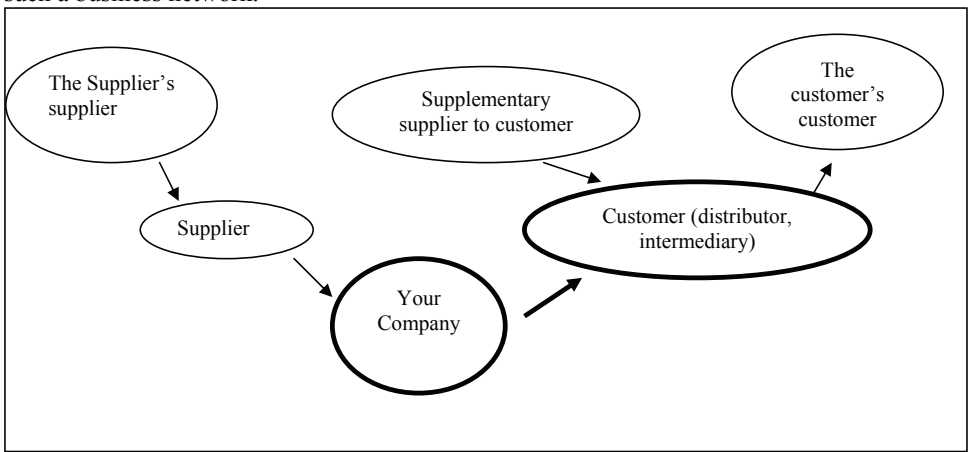 such a business network.
The Supplier’s
supplier
Supplementary
supplier to customer
The
customer’s
customer
Supplier
Customer (distributor,
intermediary)
Your
Company